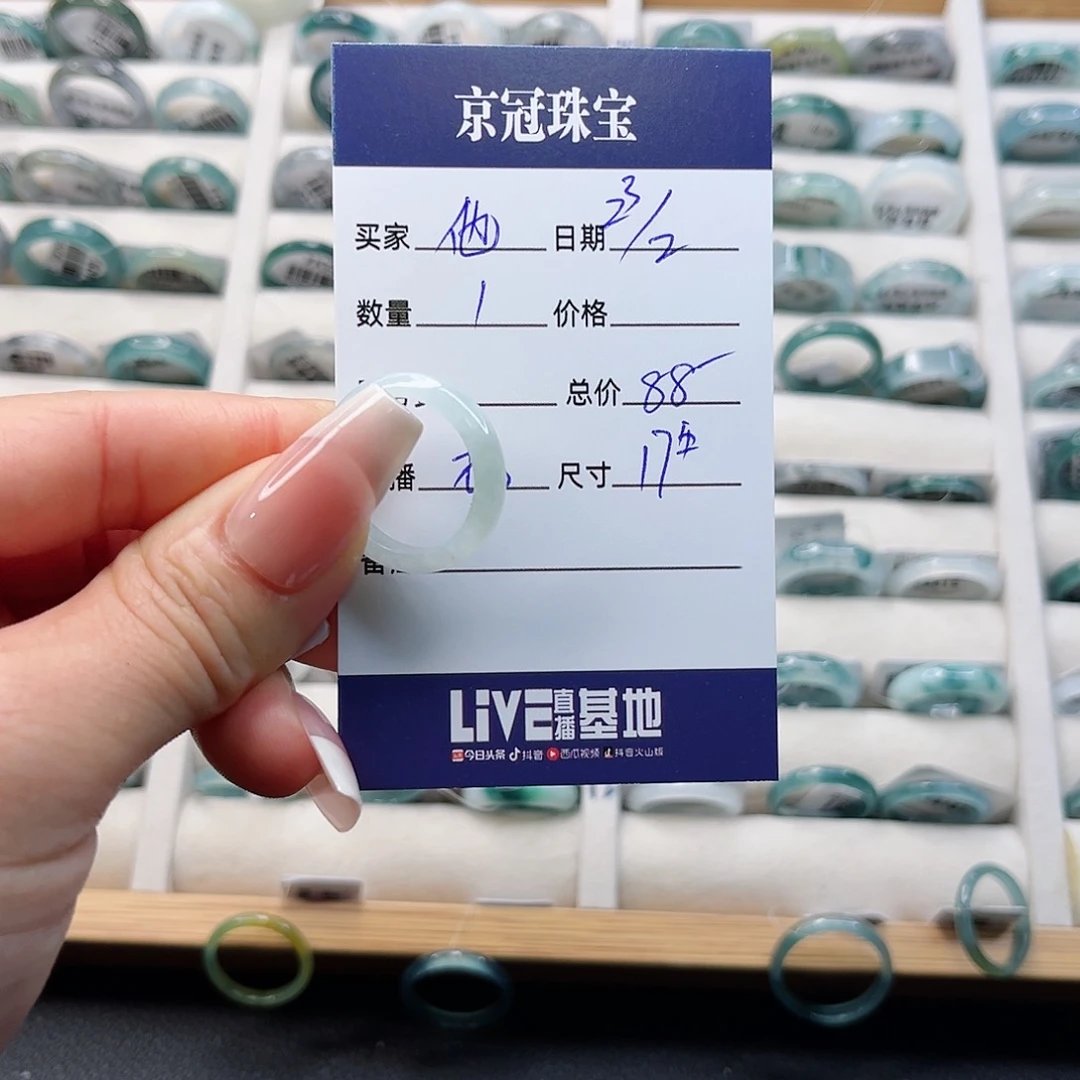 京冠珠宝
买家 㑚 日期 23/2
数量 1 价格
总价 88
播 尺寸 17
LiVE直播基地
今日头条 抖音 西瓜视频 抖音火山版